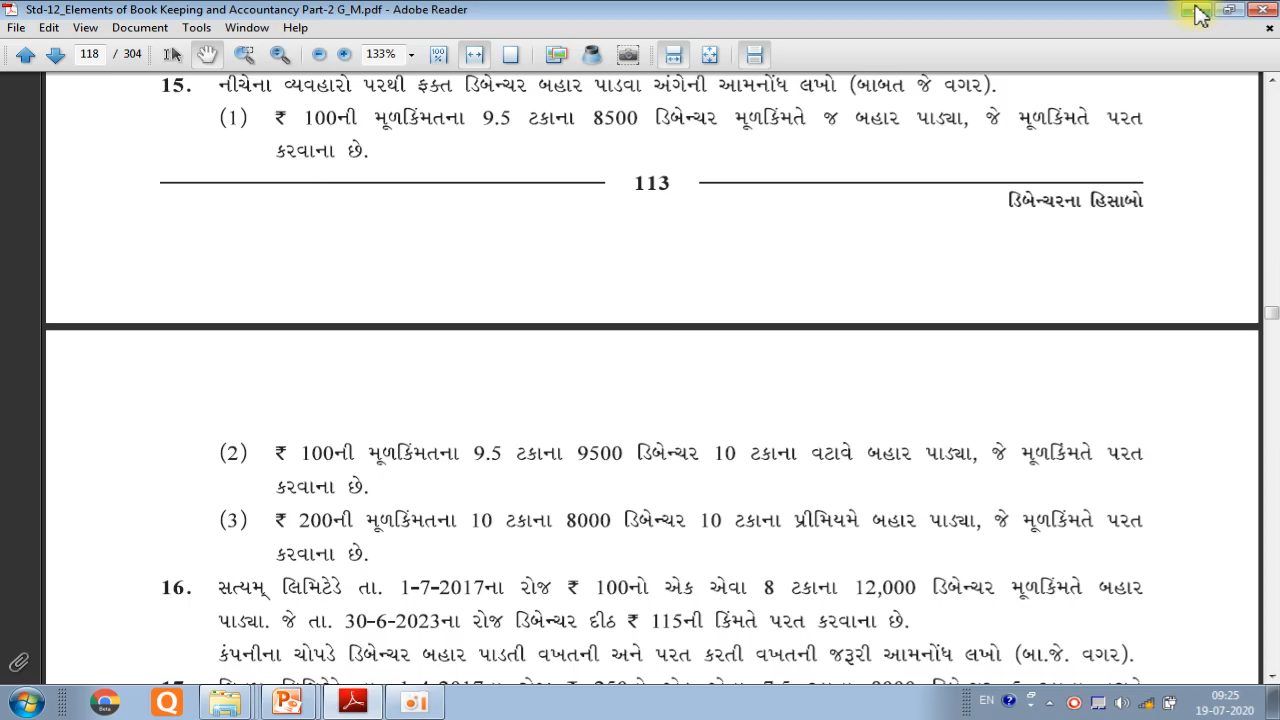 Std-12_Elements of Book Keeping and Accountancy Part-2 G_M.pdf - Adobe Reader
File Edit View Document Tools Window Help
118 / 304 133%
15. નીચેના વ્યવહારો પરથી ફક્ત ડિબેન્ચર બહાર પાડવા અંગેની આમનોંધ લખો (બાબત જે વગર).
(1) ₹ 100ની મૂળકિંમતના 9.5 ટકાના 8500 ડિબેન્ચર મૂળકિંમતે જ બહાર પાડ્યા, જે મૂળકિંમતે પરત
કરવાના છે.
113
ડિબેન્ચરના હિસાબો
(2) ₹ 100ની મૂળકિંમતના 9.5 ટકાના 9500 ડિબેન્ચર 10 ટકાના વટાવે બહાર પાડ્યા, જે મૂળકિંમતે પરત
કરવાના છે.
(3) ₹ 200ની મૂળકિંમતના 10 ટકાના 8000 ડિબેન્ચર 10 ટકાના પ્રીમિયમે બહાર પાડ્યા, જે મૂળકિંમતે પરત
કરવાના છે.
16. સત્યમ્ લિમિટેડે તા. 1-7-2017ના રોજ ₹ 100નો એક એવા 8 ટકાના 12,000 ડિબેન્ચર મૂળકિંમતે બહાર
પાડ્યા. જે તા. 30-6-2023ના રોજ ડિબેન્ચર દીઠ ₹ 115ની કિંમતે પરત કરવાના છે.
કંપનીના ચોપડે ડિબેન્ચર બહાર પાડતી વખતની અને પરત કરતી વખતની જરૂરી આમનોંધ લખો (બા.જે. વગર).
EN 09:25
19-07-2020